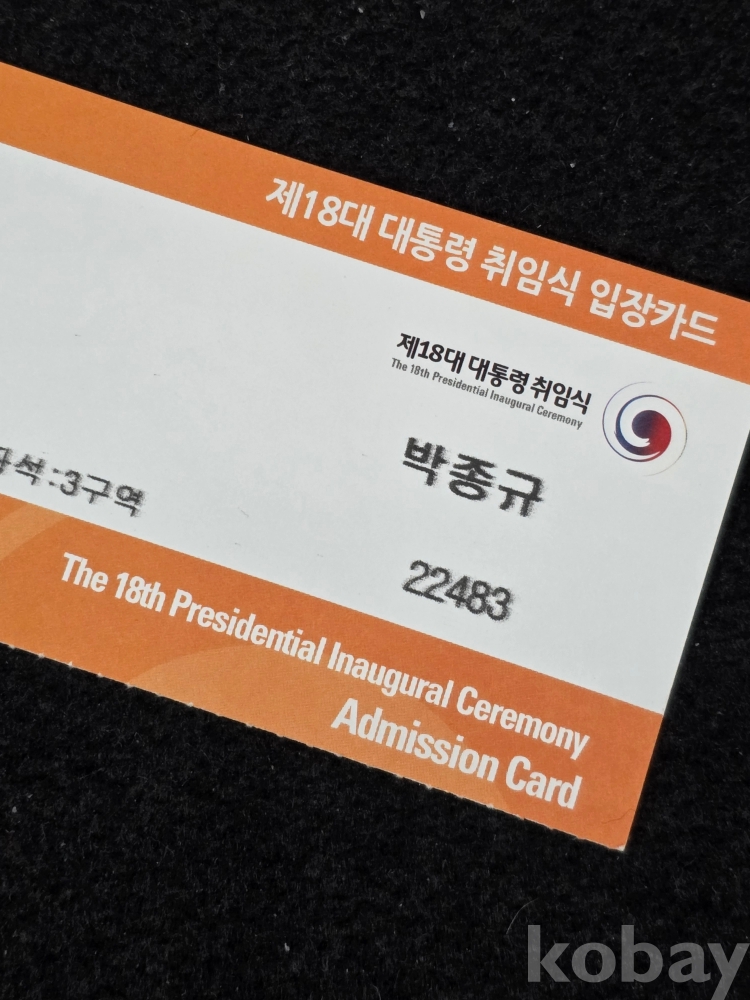 제18대 대통령 취임식 입장카드
제18대 대통령 취임식
The 18th Presidential Inaugural Ceremony
박종규
석:3구역
22483
The 18th Presidential Inaugural Ceremony
Admission Card
kobay